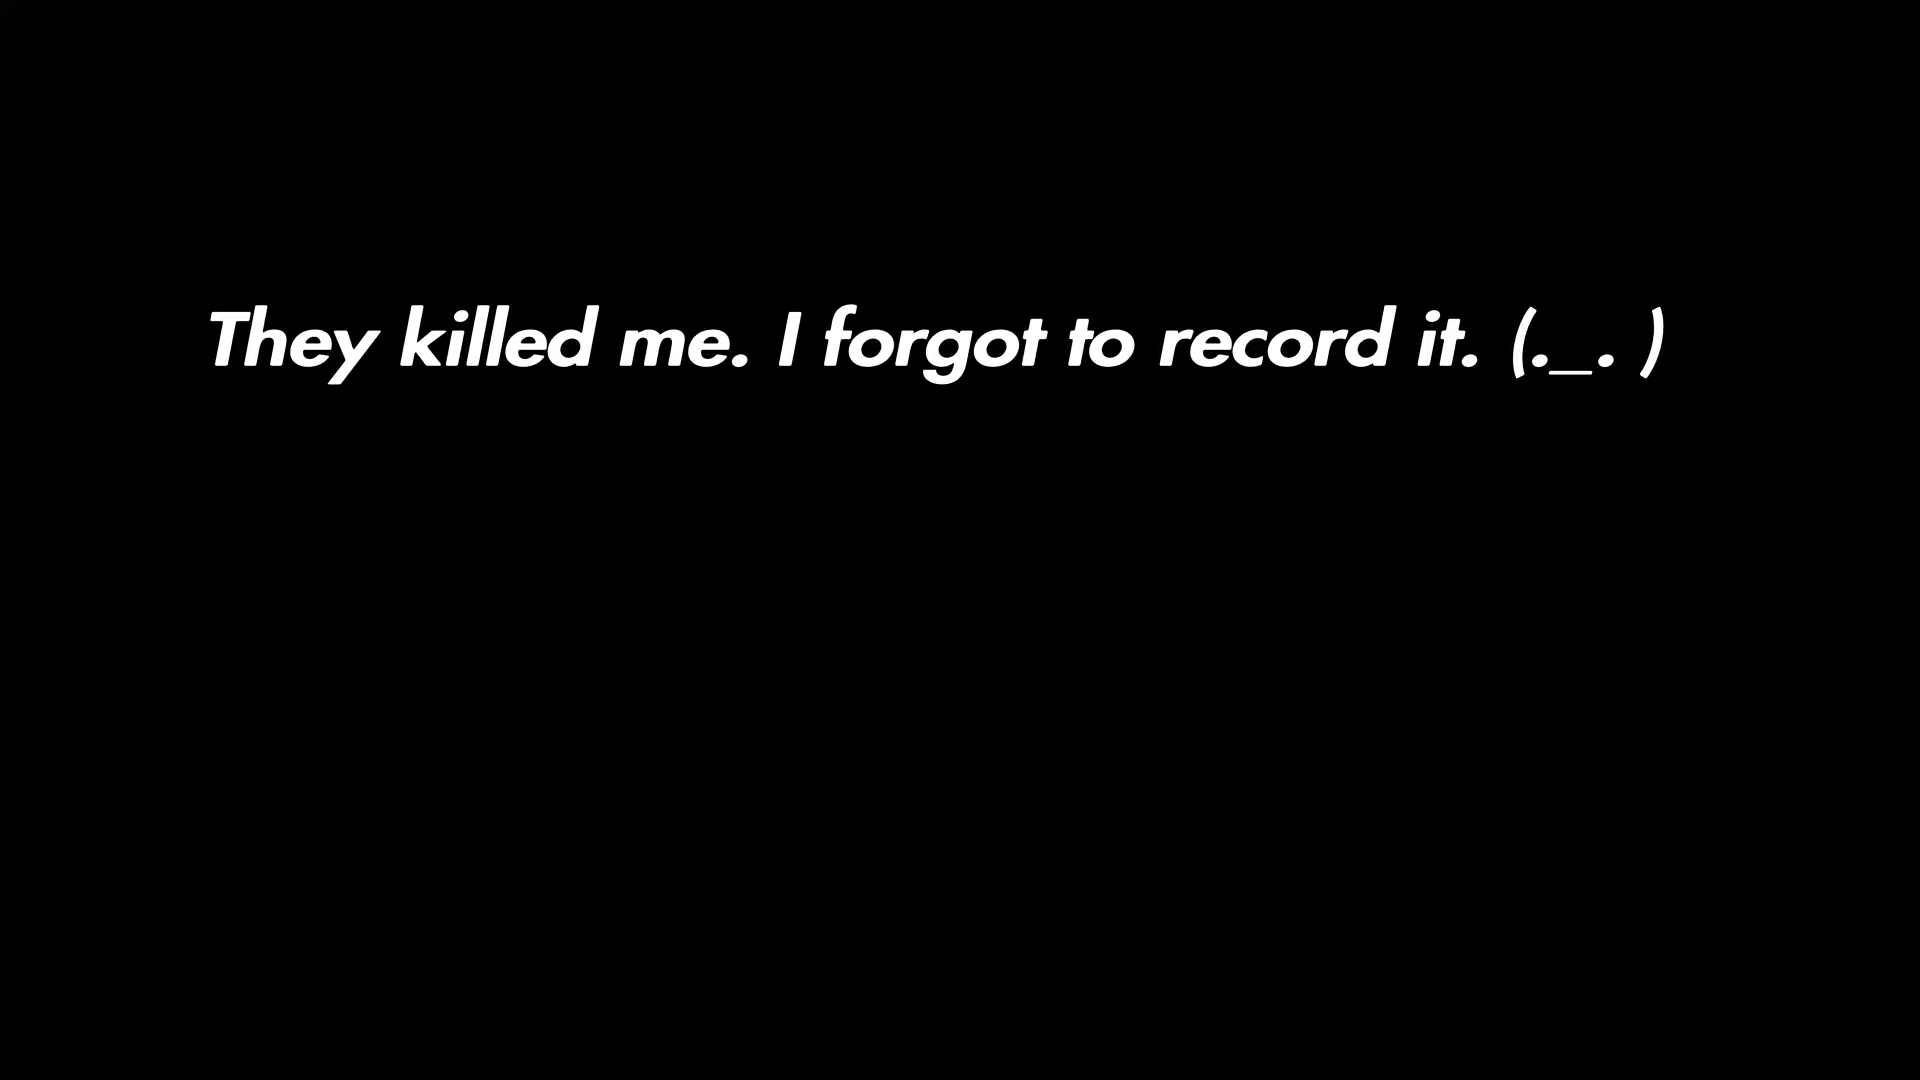 They killed me. I forgot to record it. (._. )